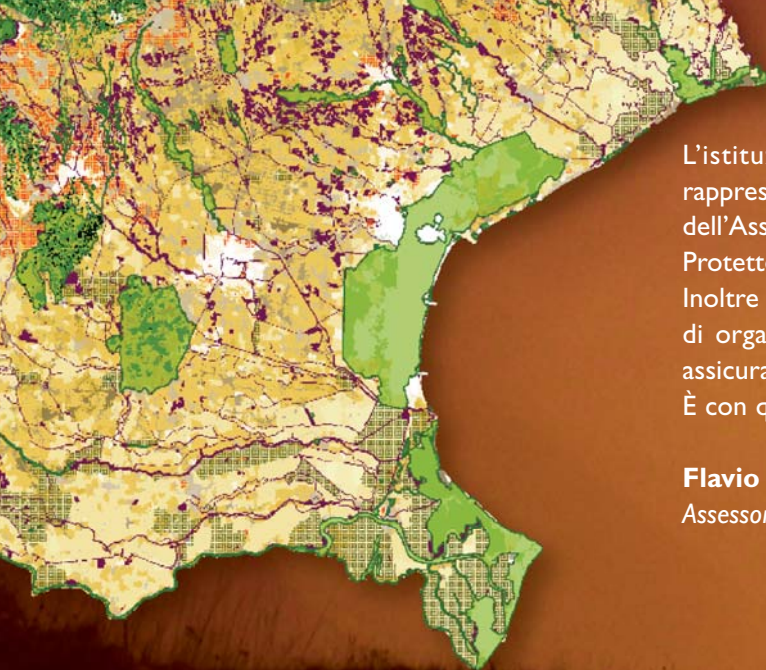 L'istitu
rappres
dell'Ass
Protett
Inoltre
di orga
assicura
È con q
Flavio
Assessor